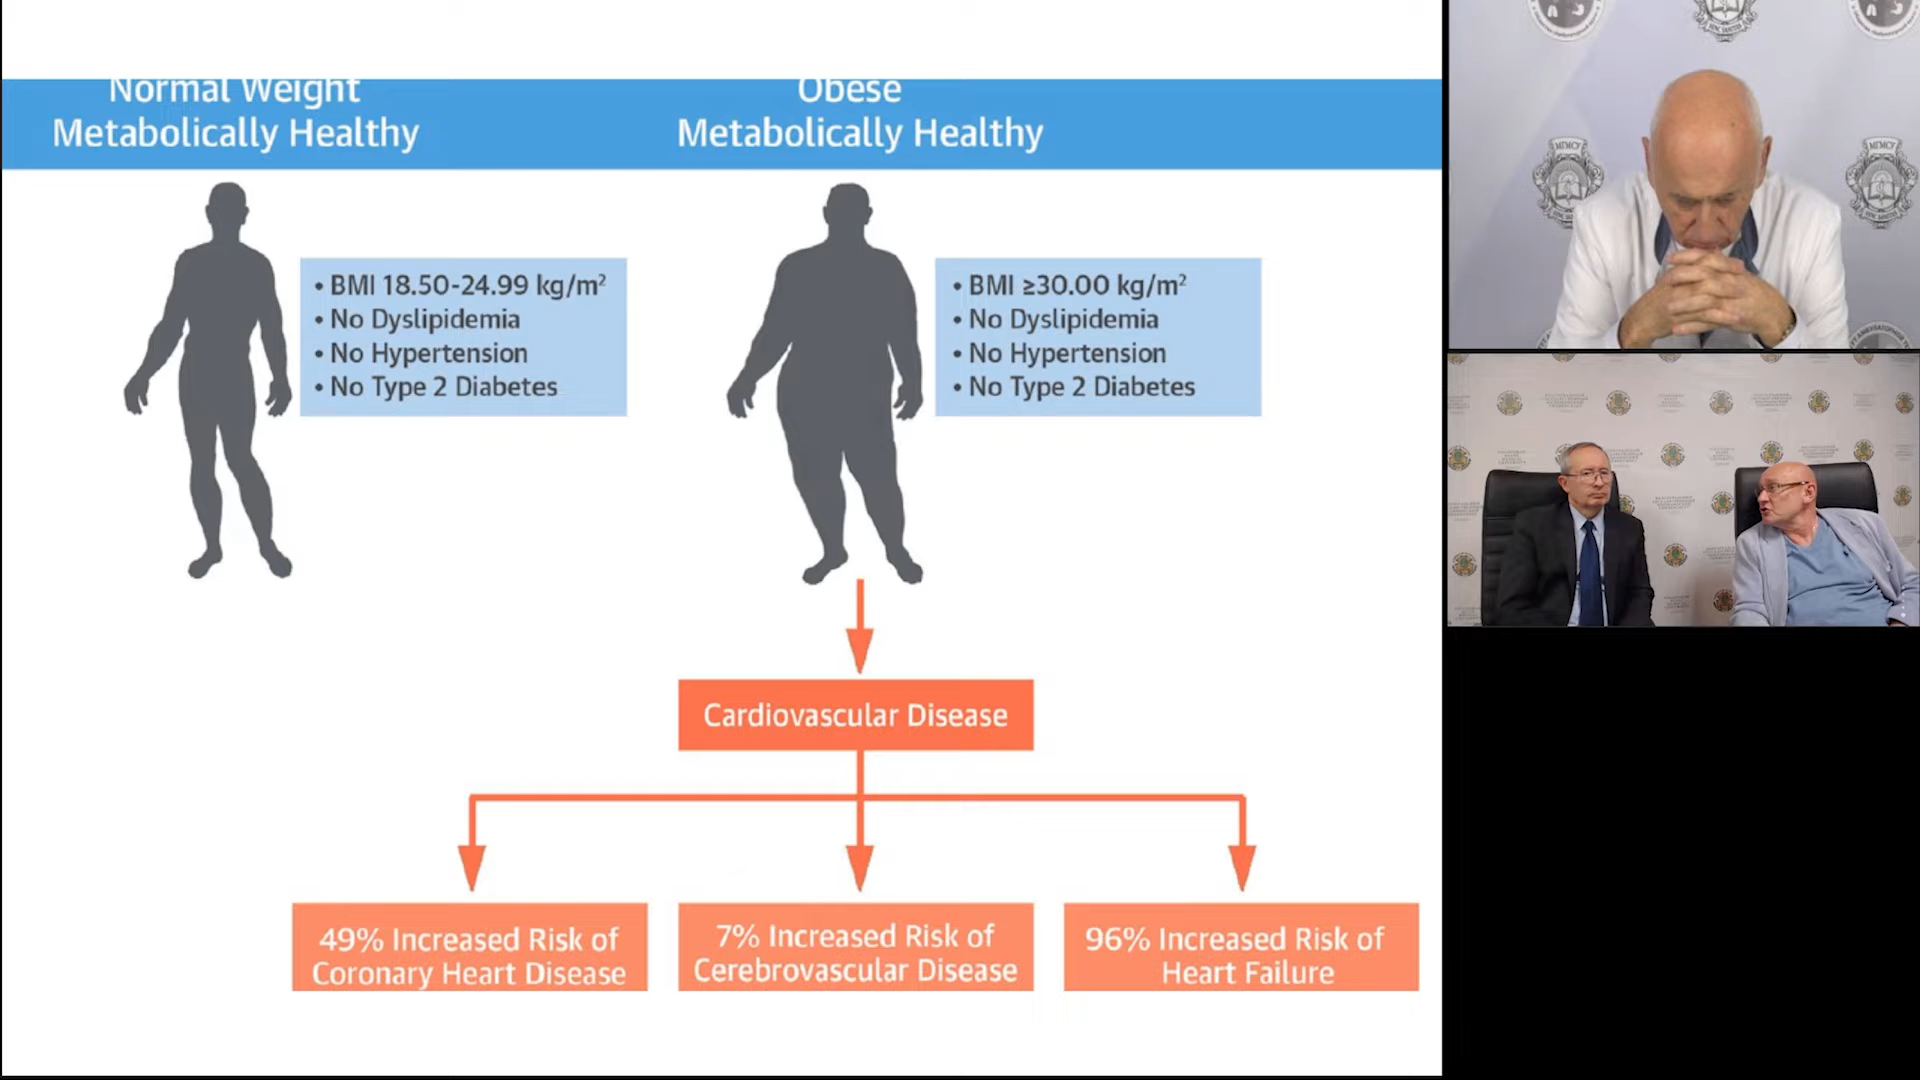 Normal Weight
Metabolically Healthy
Obese
Metabolically Healthy
• BMI 18.50-24.99 kg/m²
• No Dyslipidemia
• No Hypertension
• No Type 2 Diabetes
• BMI ≥30.00 kg/m²
• No Dyslipidemia
• No Hypertension
• No Type 2 Diabetes
Cardiovascular Disease
49% Increased Risk of
Coronary Heart Disease
7% Increased Risk of
Cerebrovascular Disease
96% Increased Risk of
Heart Failure
МГМСУ
МГМСУ